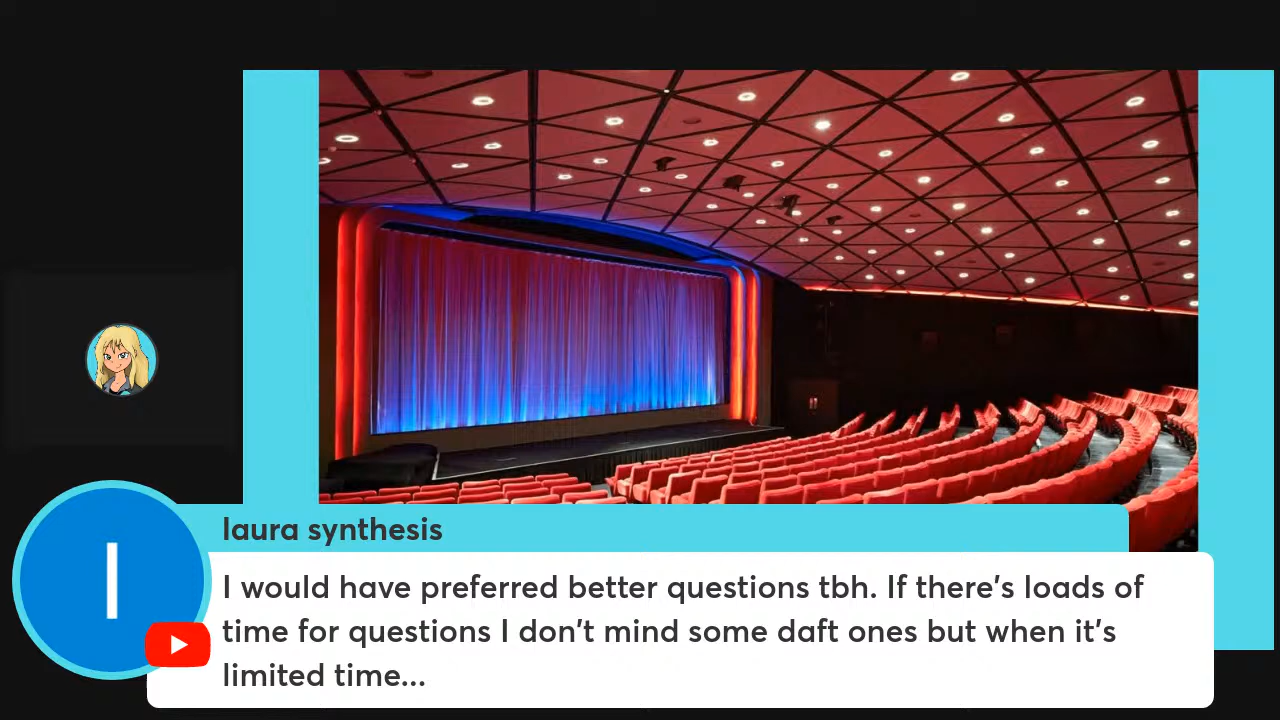 laura synthesis
I would have preferred better questions tbh. If there's loads of
time for questions I don't mind some daft ones but when it's
limited time...